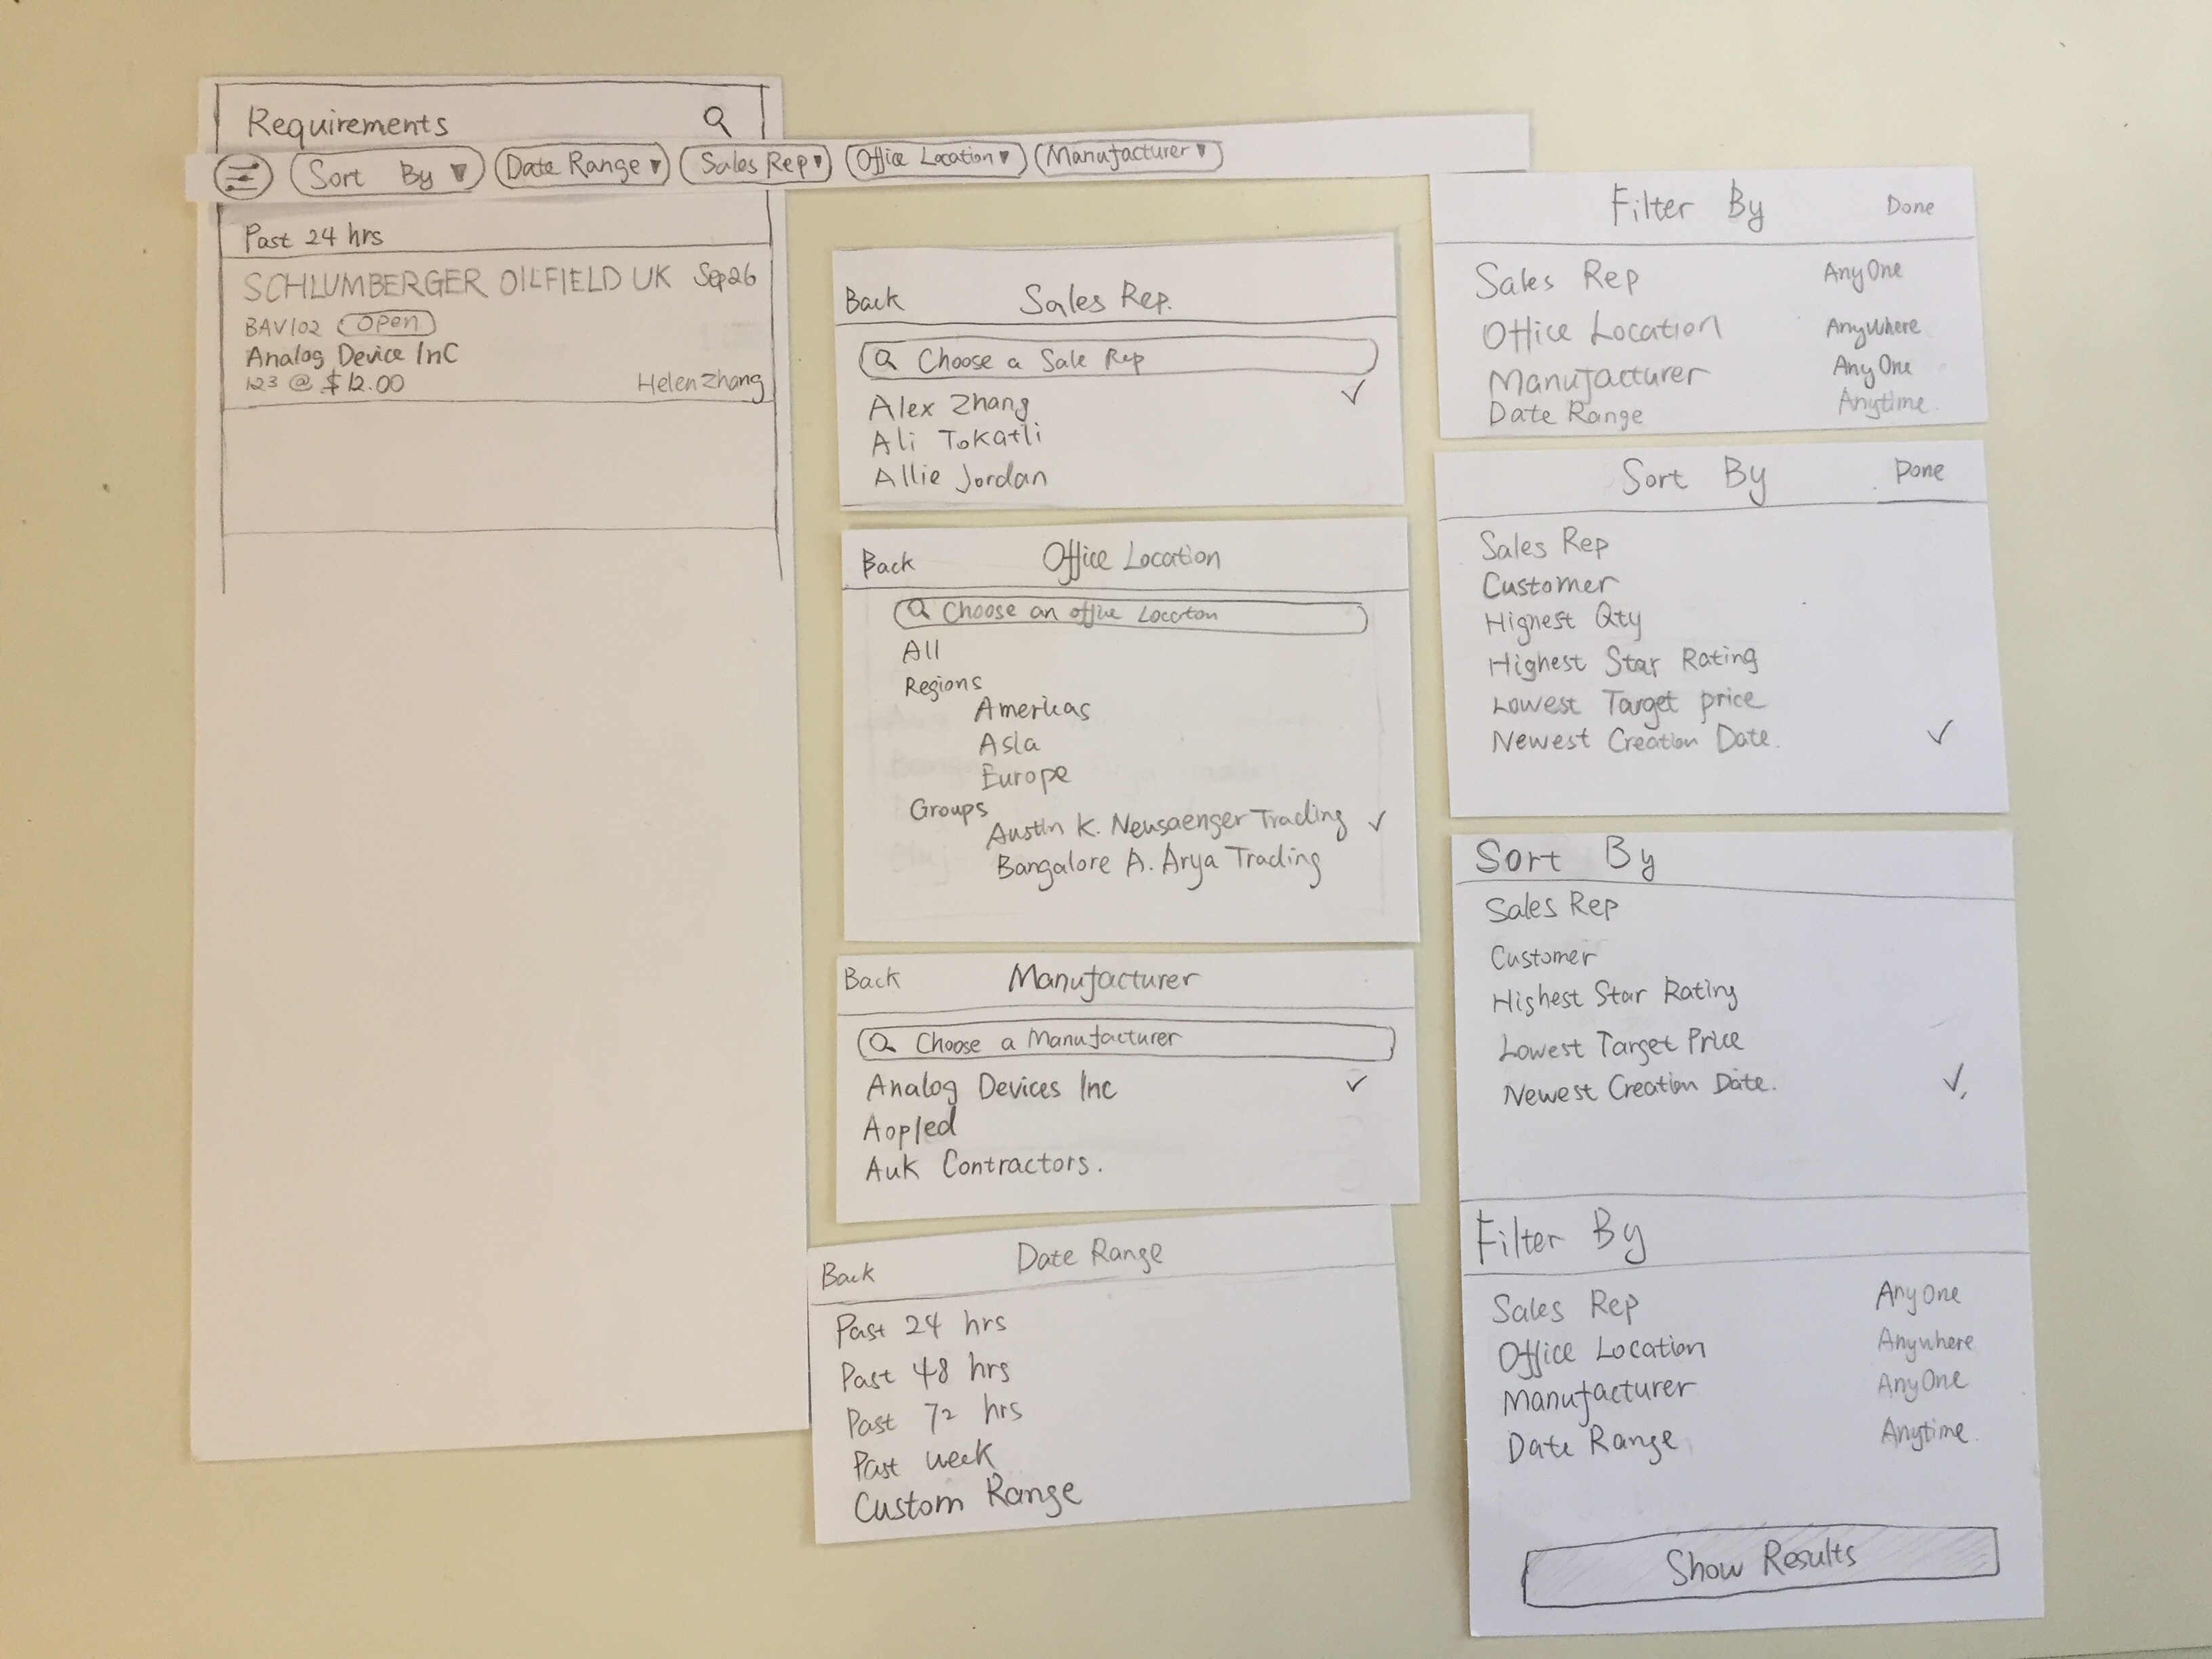 Requirements
Sort By ▼ Date Range ▼ Sales Rep ▼ Office Location ▼ Manufacturer ▼
Past 24 hrs
SCHLUMBERGER OILFIELD UK Sep26
BAV102 Open
Analog Device InC
123 @ $12.00 Helen Zhang
Back Sales Rep.
Choose a Sale Rep
Alex Zhang ✓
Ali Tokatli
Allie Jordan
Back Office Location
Choose an office Locaton
All
Regions
Americas
Asia
Europe
Groups
Austin K. Neusaenger Trading ✓
Bangalore A. Arya Trading
Back Manufacturer
Choose a Manufacturer
Analog Devices Inc ✓
Aopled
Auk Contractors.
Back Date Range
Past 24 hrs
Past 48 hrs
Past 72 hrs
Past week
Custom Range
Filter By Done
Sales Rep AnyOne
Office Location AnyWhere
Manufacturer AnyOne
Date Range Anytime.
Sort By Done
Sales Rep
Customer
Highest Qty
Highest Star Rating
Lowest Target price
Newest Creation Date. ✓
Sort By
Sales Rep
Customer
Highest Star Rating
Lowest Target Price
Newest Creation Date. ✓
Filter By
Sales Rep AnyOne
Office Location Anywhere
Manufacturer AnyOne
Date Range Anytime.
Show Results